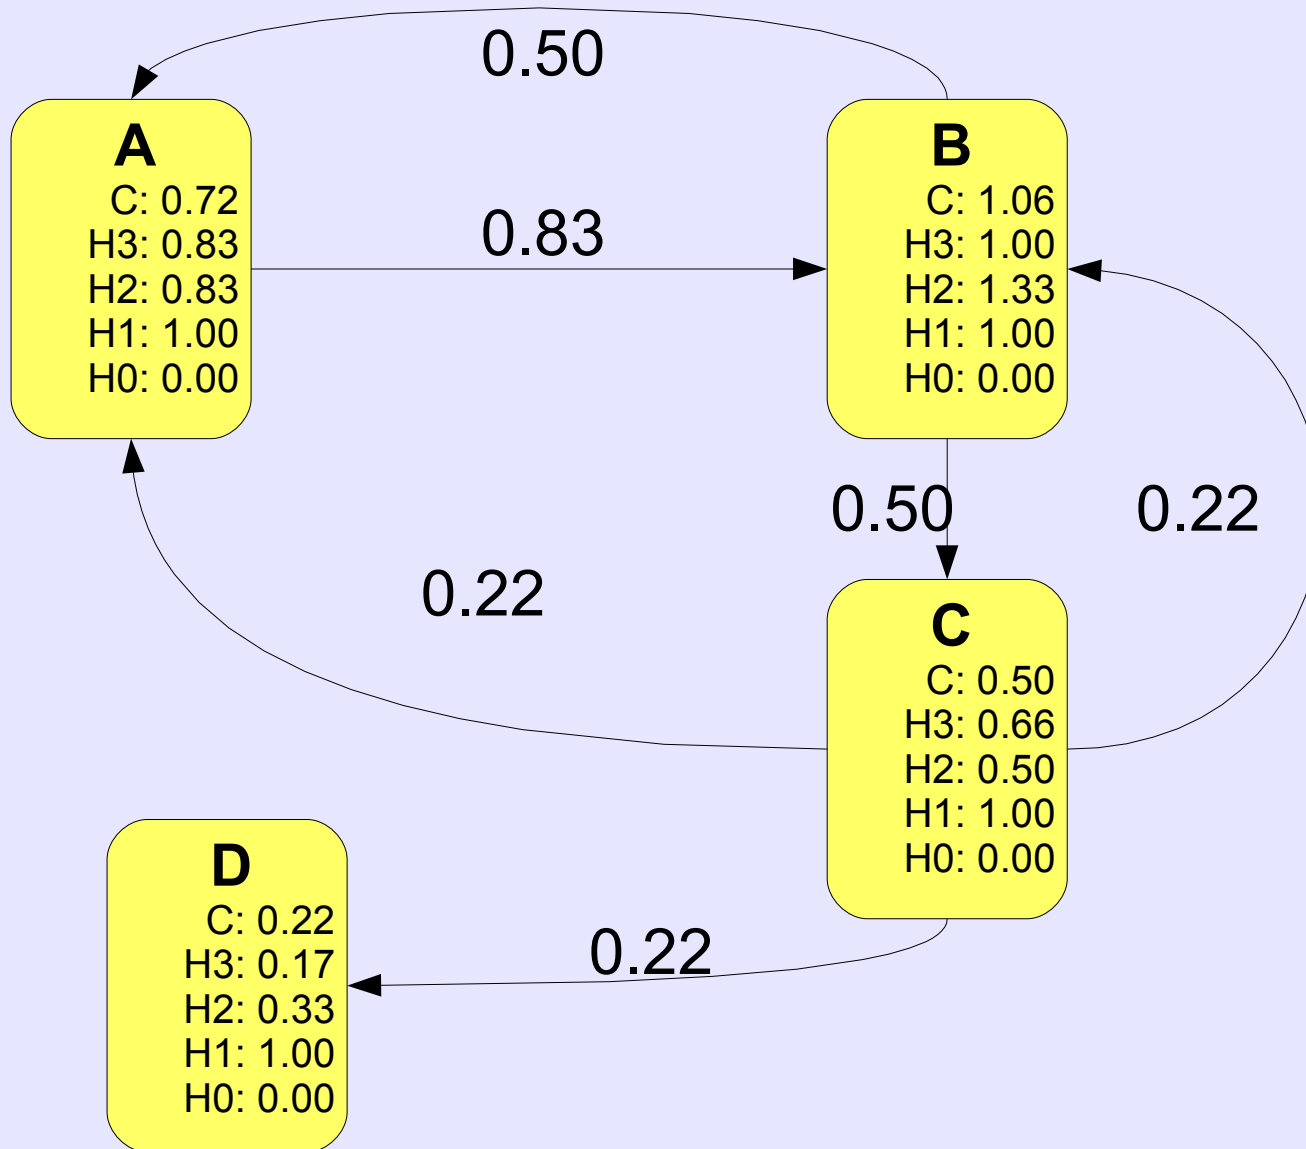 0.50
A
C: 0.72
H3: 0.83
H2: 0.83
H1: 1.00
H0: 0.00
0.83
B
C: 1.06
H3: 1.00
H2: 1.33
H1: 1.00
H0: 0.00
0.50
0.22
0.22
C
C: 0.50
H3: 0.66
H2: 0.50
H1: 1.00
H0: 0.00
D
C: 0.22
H3: 0.17
H2: 0.33
H1: 1.00
H0: 0.00
0.22